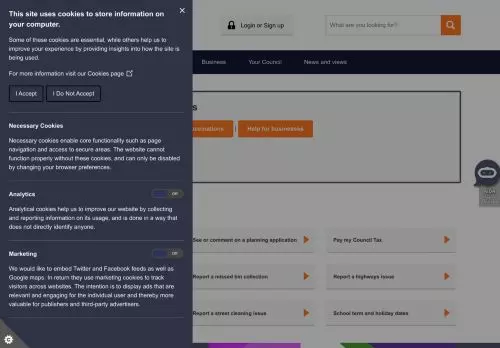 This site uses cookies to store information on
your computer.
Some of these cookies are essential, while others help us to
improve your experience by providing insights into how the site is
being used.
For more information visit our Cookies page
I Accept
I Do Not Accept
Necessary Cookies
Necessary cookies enable core functionality such as page
navigation and access to secure areas. The website cannot
function properly without these cookies, and can only be disabled
by changing your browser preferences.
Analytics
Off
Analytical cookies help us to improve our website by collecting
and reporting information on its usage, and is done in a way that
does not directly identify anyone.
Marketing
Off
We would like to embed Twitter and Facebook feeds as well as
Google maps. In return they use marketing cookies to track
visitors across websites. The intention is to display ads that are
relevant and engaging for the individual user and thereby more
valuable for publishers and third-party advertisers.
Login or Sign up
What are you looking for?
Business
Your Council
News and views
Help for businesses
See or comment on a planning application
Pay my Council Tax
Report a missed bin collection
Report a highways issue
Report a street cleaning issue
School term and holiday dates